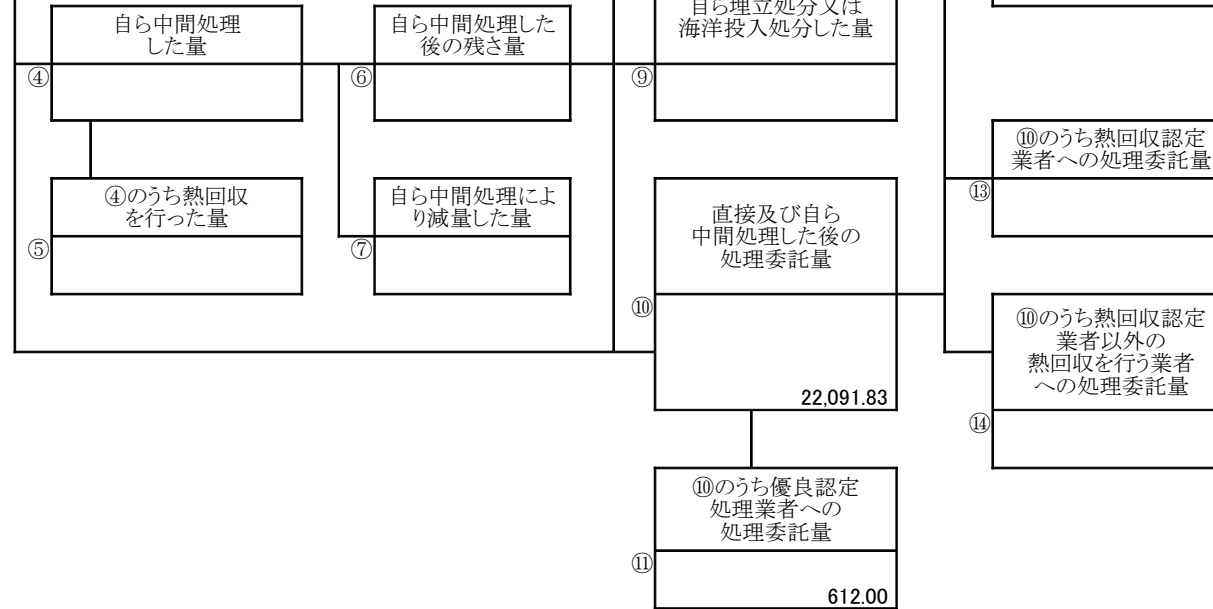 自ら中間処理
した量
④
自ら中間処理した
後の残さ量
⑥
自ら埋立処分又は
海洋投入処分した量
⑨
④のうち熱回収
を行った量
⑤
自ら中間処理によ
り減量した量
⑦
直接及び自ら
中間処理した後の
処理委託量
⑩
22,091.83
⑩のうち熱回収認定
業者への処理委託量
⑬
⑩のうち熱回収認定
業者以外の
熱回収を行う業者
への処理委託量
⑭
⑩のうち優良認定
処理業者への
処理委託量
⑪
612.00